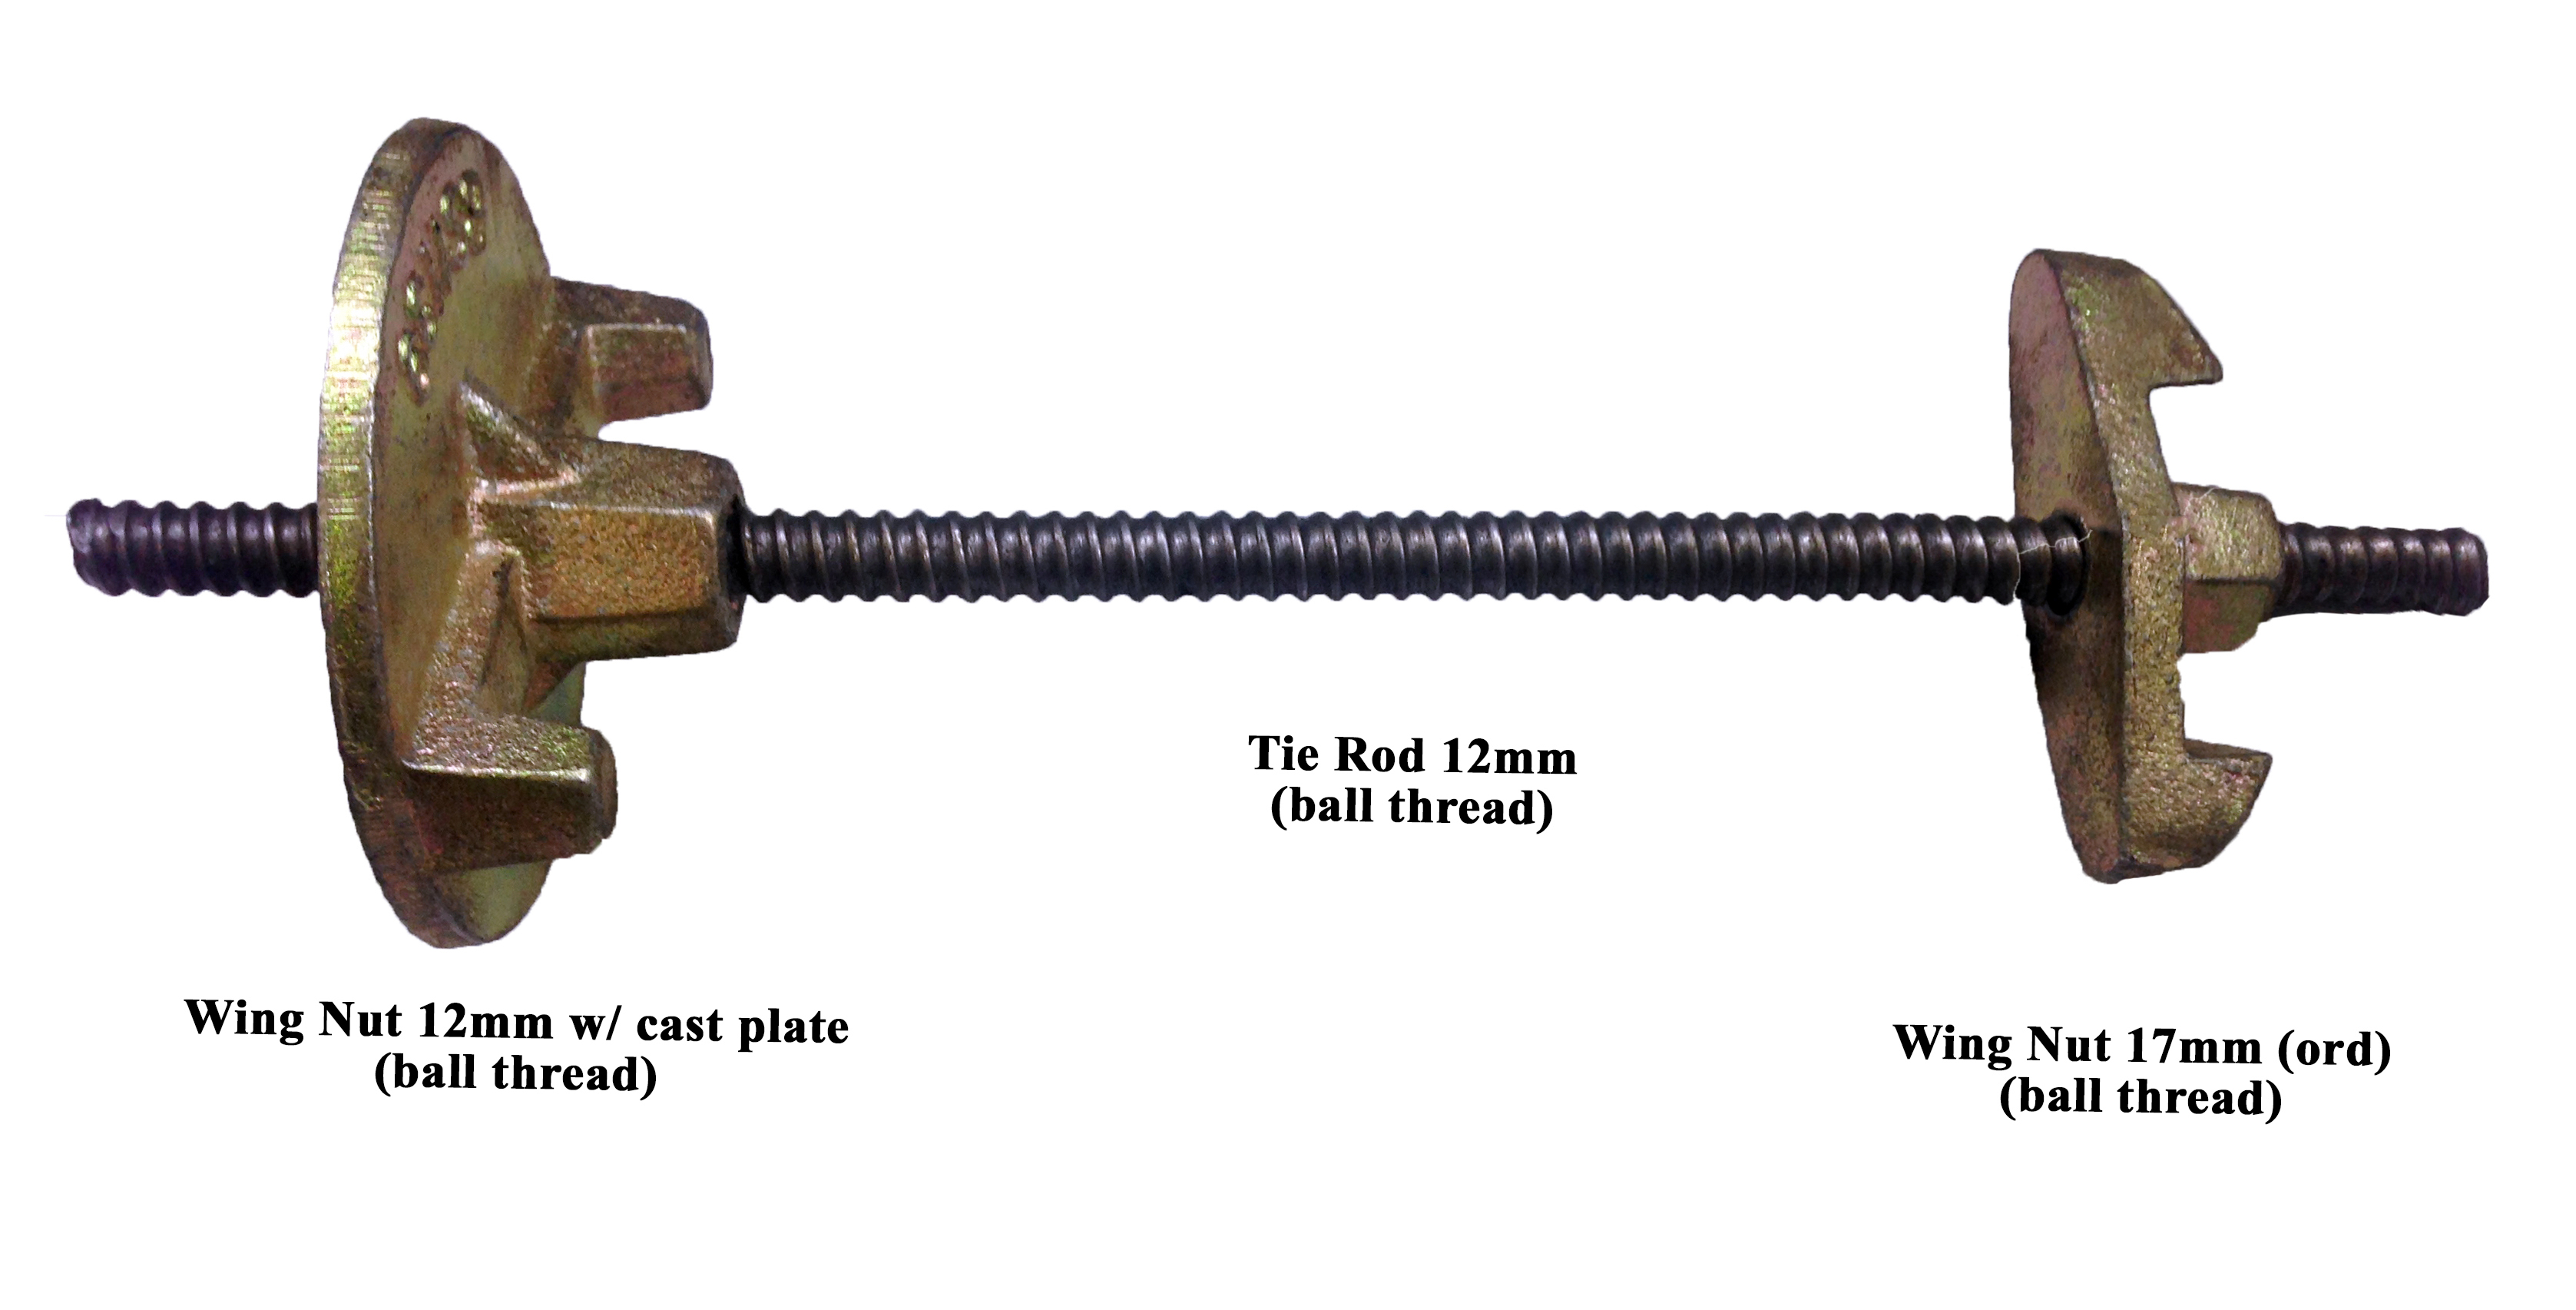 Tie Rod 12mm
(ball thread)
Wing Nut 12mm w/ cast plate
(ball thread)
Wing Nut 17mm (ord)
(ball thread)